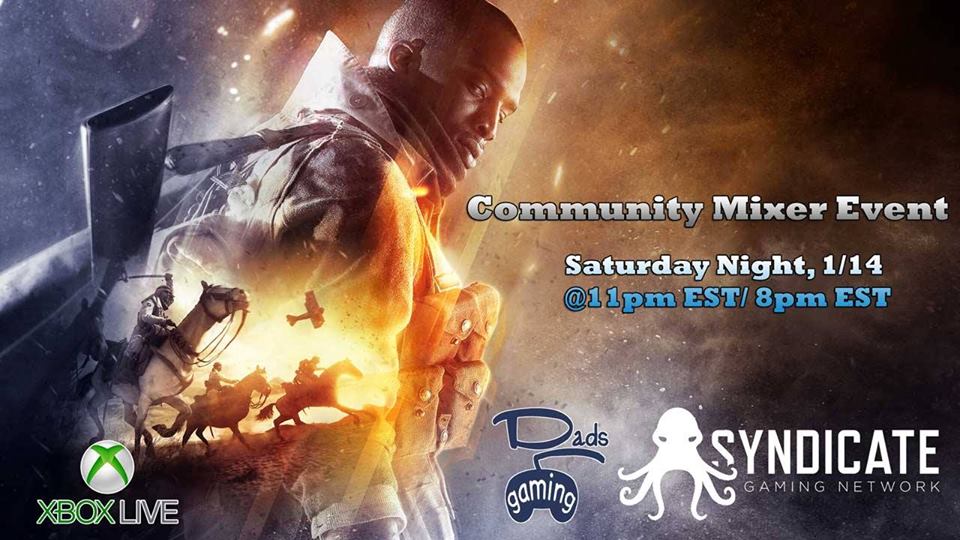 Community Mixer Event
Saturday Night, 1/14
@11pm EST/ 8pm EST
XBOX LIVE
Dads
gaming
SYNDICATE
GAMING NETWORK